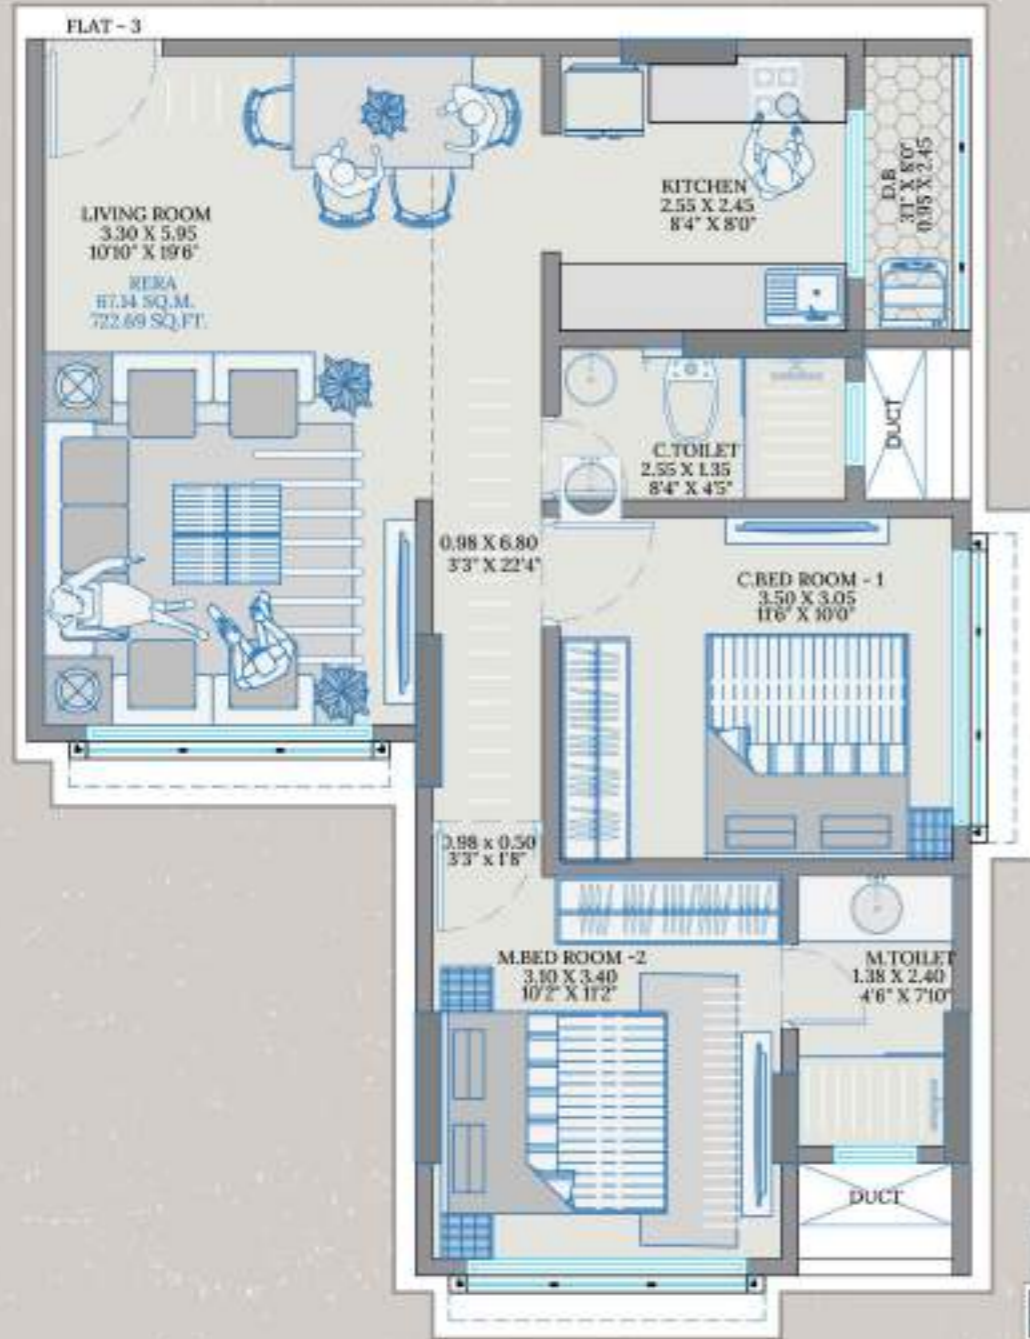 FLAT - 3
LIVING ROOM
3.30 X 5.95
10'10" X 19'6"
RERA
67.14 SQ.M.
722.69 SQ.FT.
KITCHEN
2.55 X 2.45
8'4" X 8'0"
D.B
3'1" X 8'0"
0.95 X 2.45
C.TOILET
2.55 X 1.35
8'4" X 4'5"
DUCT
0.98 X 6.80
3'3" X 22'4"
C.BED ROOM - 1
3.50 X 3.05
11'6" X 10'0"
0.98 x 0.50
3'3" x 1'8"
M.BED ROOM -2
3.10 X 3.40
10'2" X 11'2"
M.TOILET
1.38 X 2.40
4'6" X 7'10"
DUCT